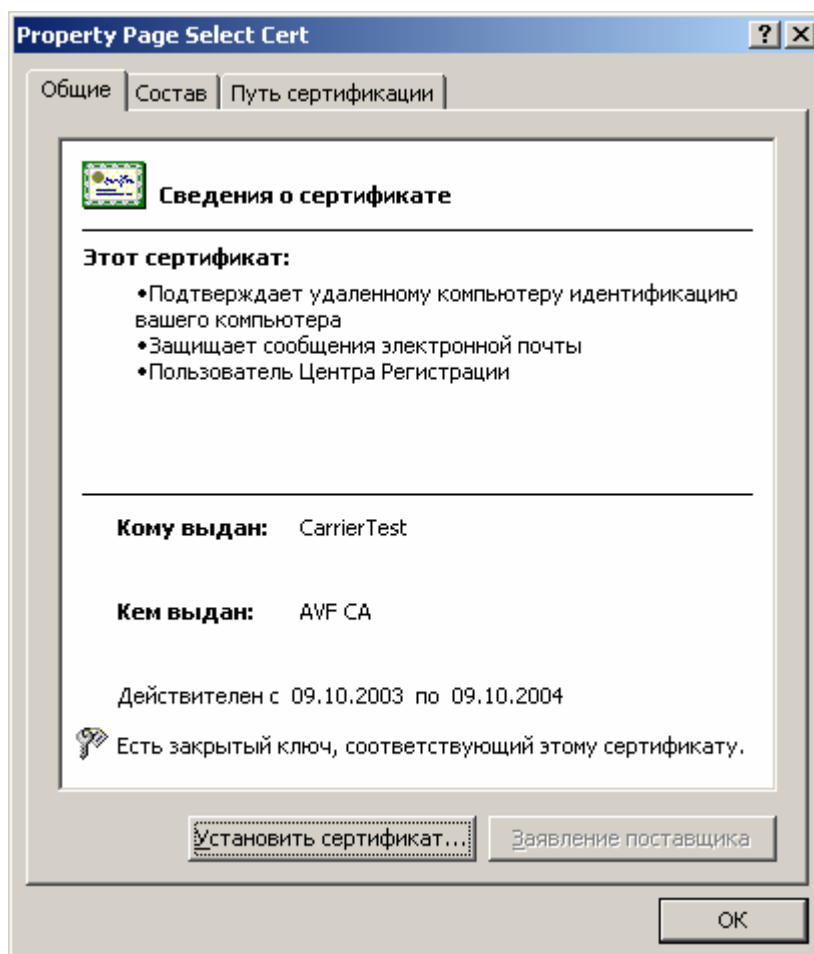 Property Page Select Cert
Общие
Состав
Путь сертификации
Сведения о сертификате
Этот сертификат:
•Подтверждает удаленному компьютеру идентификацию
вашего компьютера
•Защищает сообщения электронной почты
•Пользователь Центра Регистрации
Кому выдан: CarrierTest
Кем выдан: AVF CA
Действителен с 09.10.2003 по 09.10.2004
Есть закрытый ключ, соответствующий этому сертификату.
Установить сертификат...
Заявление поставщика
ОК